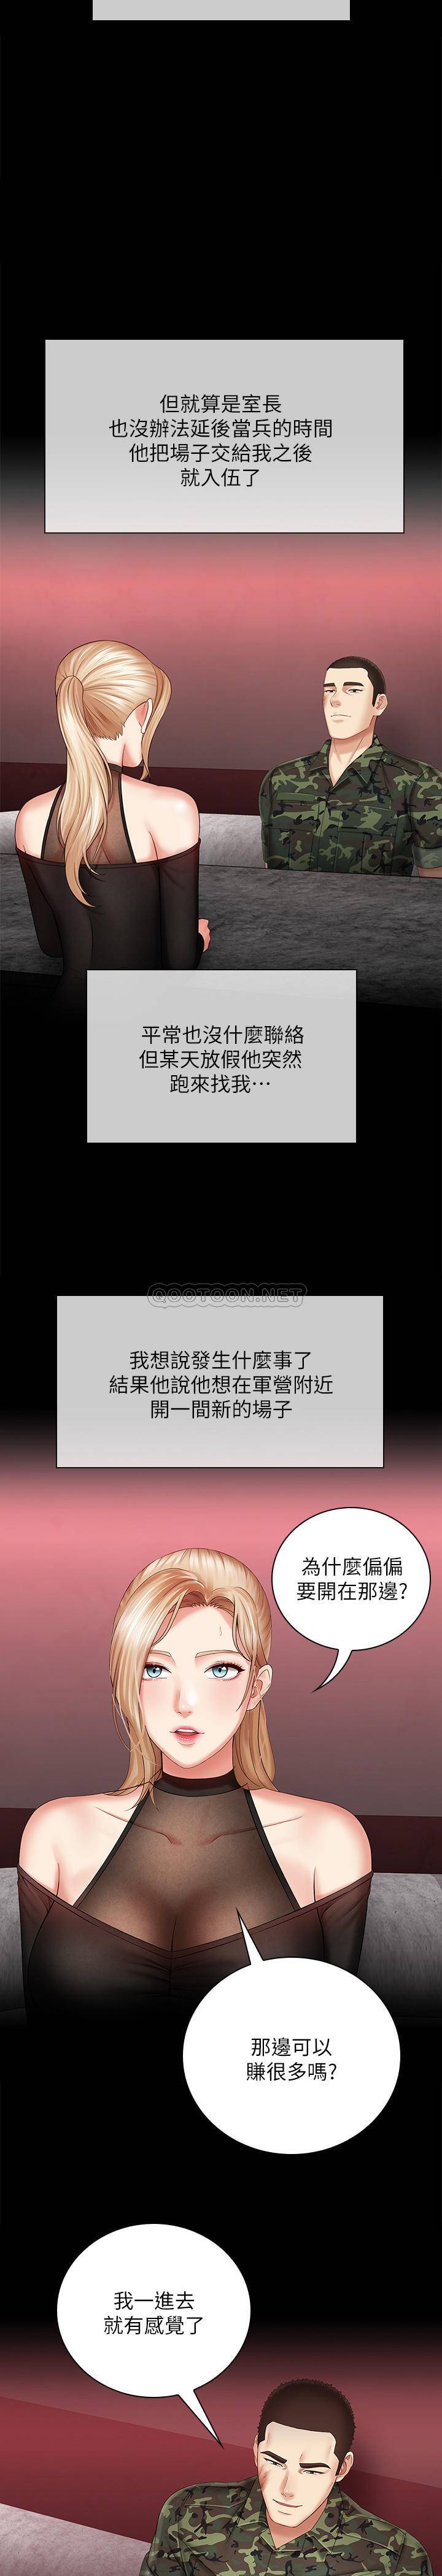 但就算是室長
也沒辦法延後當兵的時間
他把場子交給我之後
就入伍了
平常也沒什麼聯絡
但某天放假他突然
跑來找我⋯
QOOTOON.NET
我想說發生什麼事了
結果他說他想在軍營附近
開一間新的場子
為什麼偏偏
要開在那邊?
那邊可以
賺很多嗎?
我一進去
就有感覺了